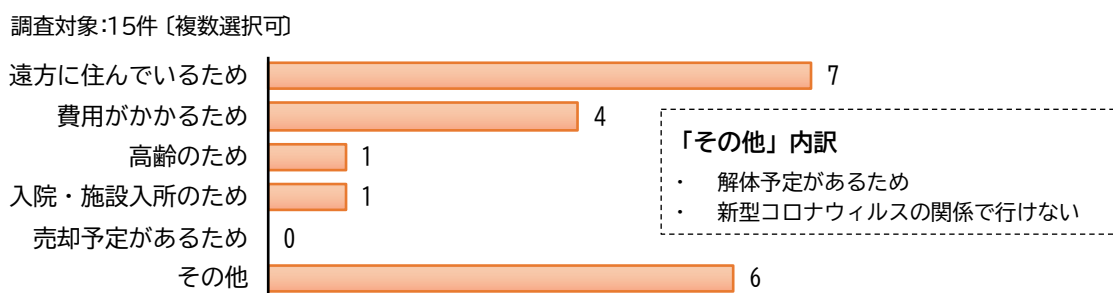 調査対象:15件〔複数選択可〕
遠方に住んでいるため 7
費用がかかるため 4
高齢のため 1
入院・施設入所のため 1
売却予定があるため 0
その他 6
「その他」内訳
・ 解体予定があるため
・ 新型コロナウィルスの関係で行けない